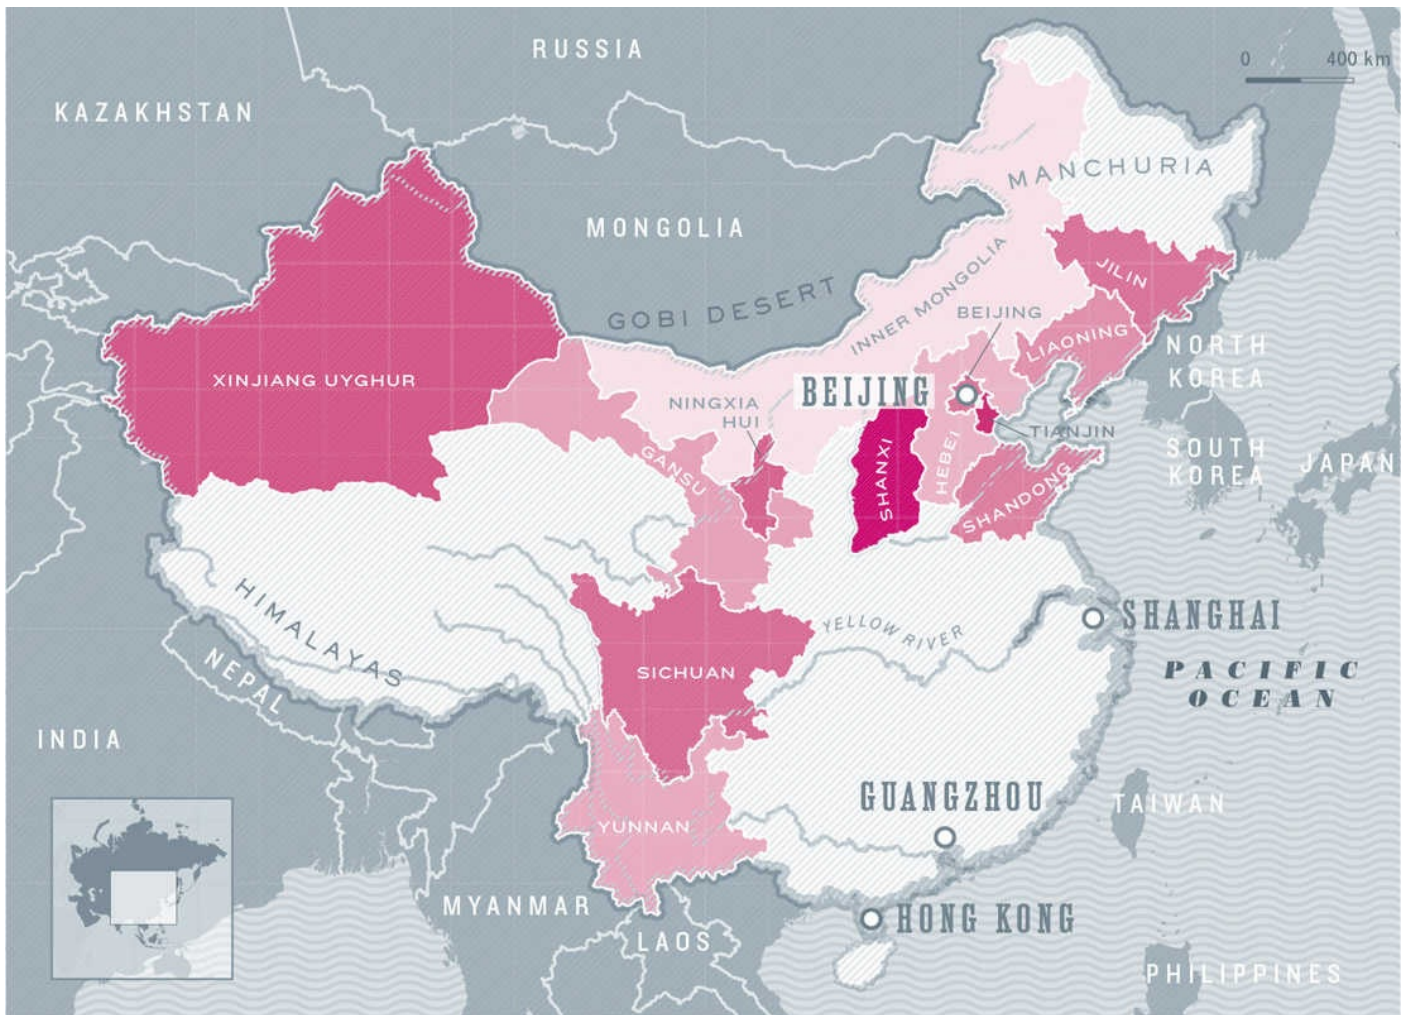 RUSSIA
0 400 km
KAZAKHSTAN
MANCHURIA
MONGOLIA
JILIN
INNER MONGOLIA
GOBI DESERT
BEIJING
LIAONING
NORTH
KOREA
XINJIANG UYGHUR
BEIJING
NINGXIA
HUI
TIANJIN
SOUTH
KOREA
JAPAN
GANSU
SHANXI
HEBEI
SHANDONG
HIMALAYAS
YELLOW RIVER
SHANGHAI
NEPAL
SICHUAN
PACIFIC
OCEAN
INDIA
GUANGZHOU
TAIWAN
YUNNAN
MYANMAR
HONG KONG
LAOS
PHILIPPINES